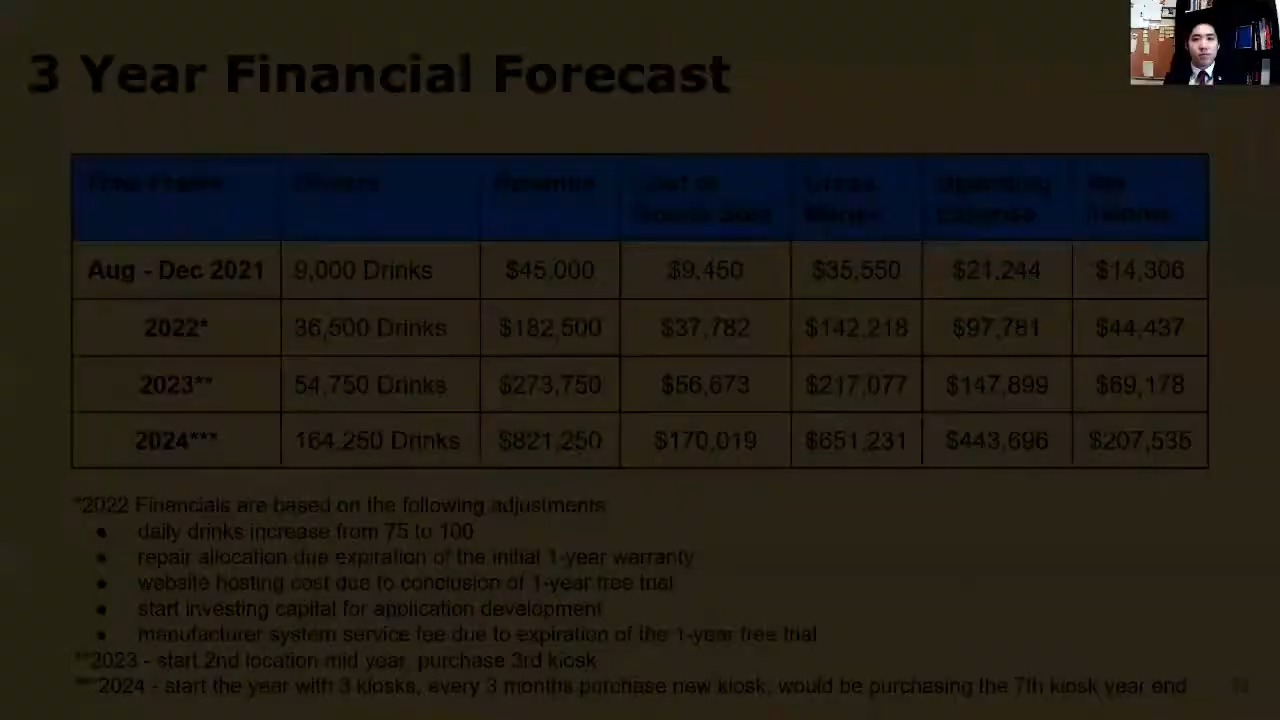 3 Year Financial Forecast
Time Frame Drivers Revenue Cost of Goods Sold Gross Margin Operating Expense Net Income
Aug - Dec 2021 9,000 Drinks $45,000 $9,450 $35,550 $21,244 $14,306
2022* 36,500 Drinks $182,500 $37,782 $142,218 $97,781 $44,437
2023** 54,750 Drinks $273,750 $56,673 $217,077 $147,899 $69,178
2024*** 164,250 Drinks $821,250 $170,019 $651,231 $443,696 $207,535
*2022 Financials are based on the following adjustments
● daily drinks increase from 75 to 100
● repair allocation due expiration of the initial 1-year warranty
● website hosting cost due to conclusion of 1-year free trial
● start investing capital for application development
● manufacturer system service fee due to expiration of the 1-year free trial
**2023 - start 2nd location mid year, purchase 3rd kiosk
***2024 - start the year with 3 kiosks, every 3 months purchase new kiosk, would be purchasing the 7th kiosk year end